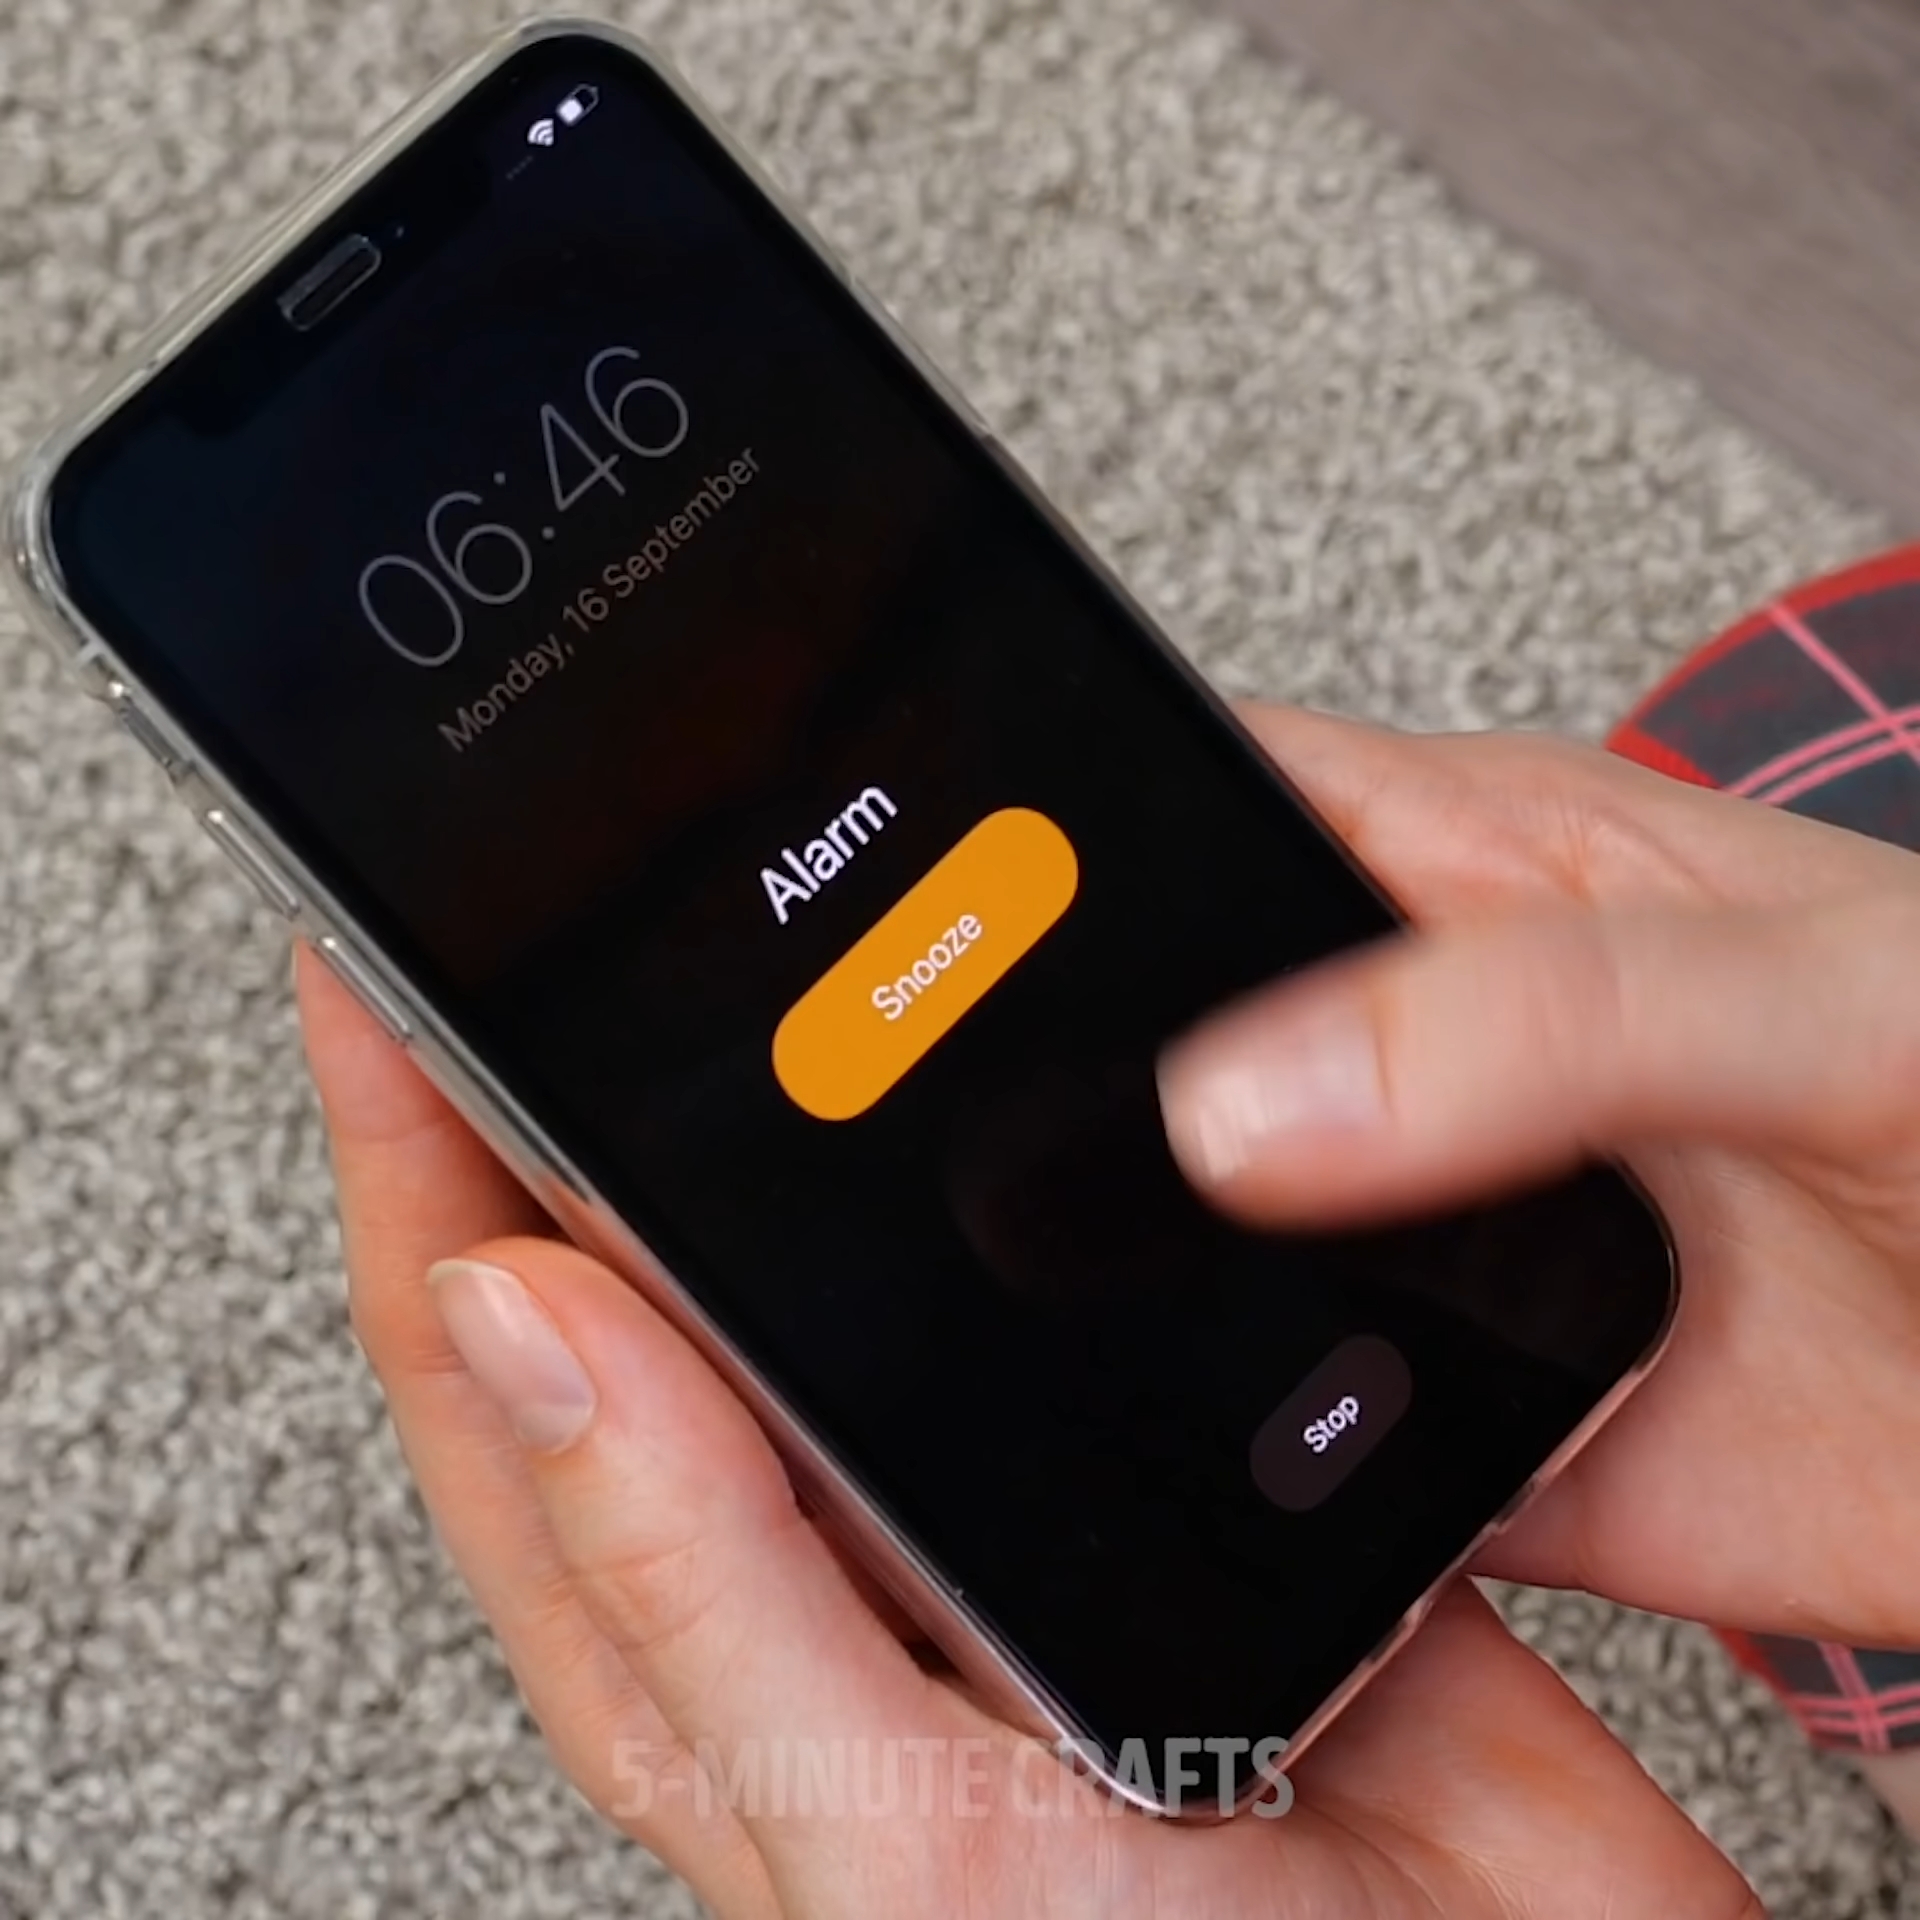 06:46
Monday, 16 September
Alarm
Snooze
Stop
5-MINUTE CRAFTS